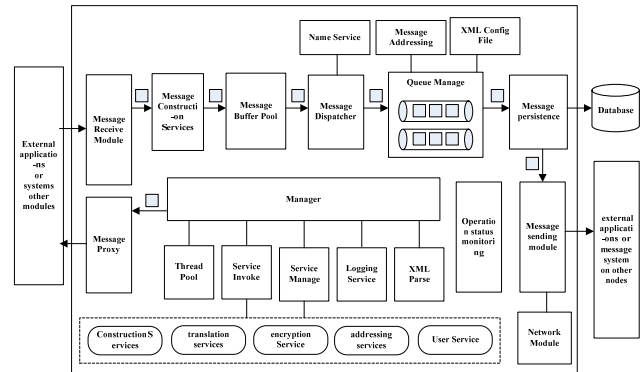 Name Service
Message
Addressing
XML Config
File
External
applicatio
-ns
or
systems
other
modules
Message
Receive
Module
Message
Constructi
-on
Services
Message
Buffer Pool
Message
Dispatcher
Queue Manage
Message
persistence
Database
Manager
Message
Proxy
Thread
Pool
Service
Invoke
Service
Manage
Logging
Service
XML
Parse
Operatio
n status
monitori
ng
Message
sending
module
external
applicati
-ons or
message
system
on other
nodes
Network
Module
ConstructionS
ervices
translation
services
encryption
Service
addressing
services
User Service